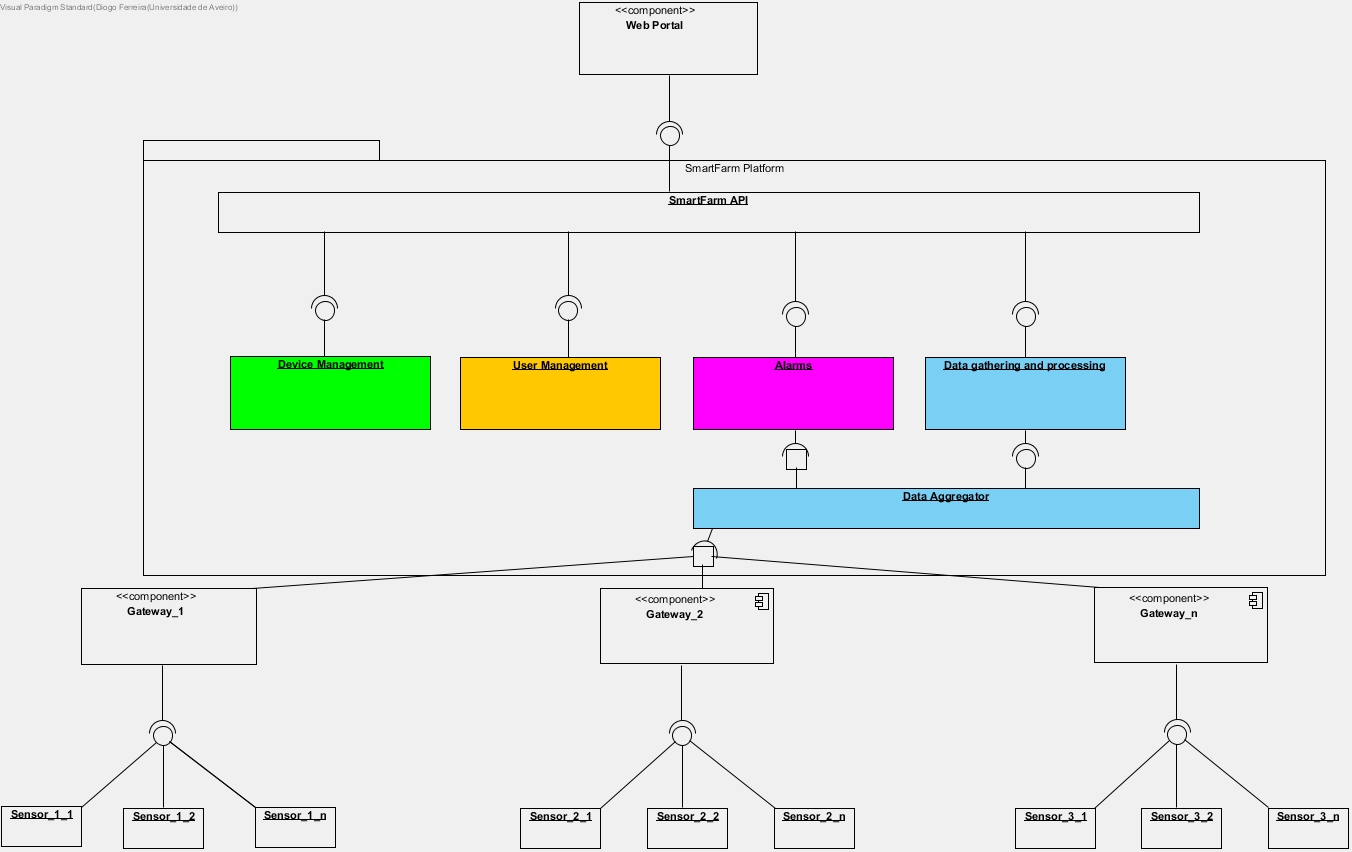 Visual Paradigm Standard(Diogo Ferreira(Universidade de Aveiro))
<<component>>
Web Portal
SmartFarm Platform
SmartFarm API
Device Management
User Management
Alarms
Data gathering and processing
Data Aggregator
<<component>>
Gateway_1
<<component>>
Gateway_2
<<component>>
Gateway_n
Sensor_1_1
Sensor_1_2
Sensor_1_n
Sensor_2_1
Sensor_2_2
Sensor_2_n
Sensor_3_1
Sensor_3_2
Sensor_3_n